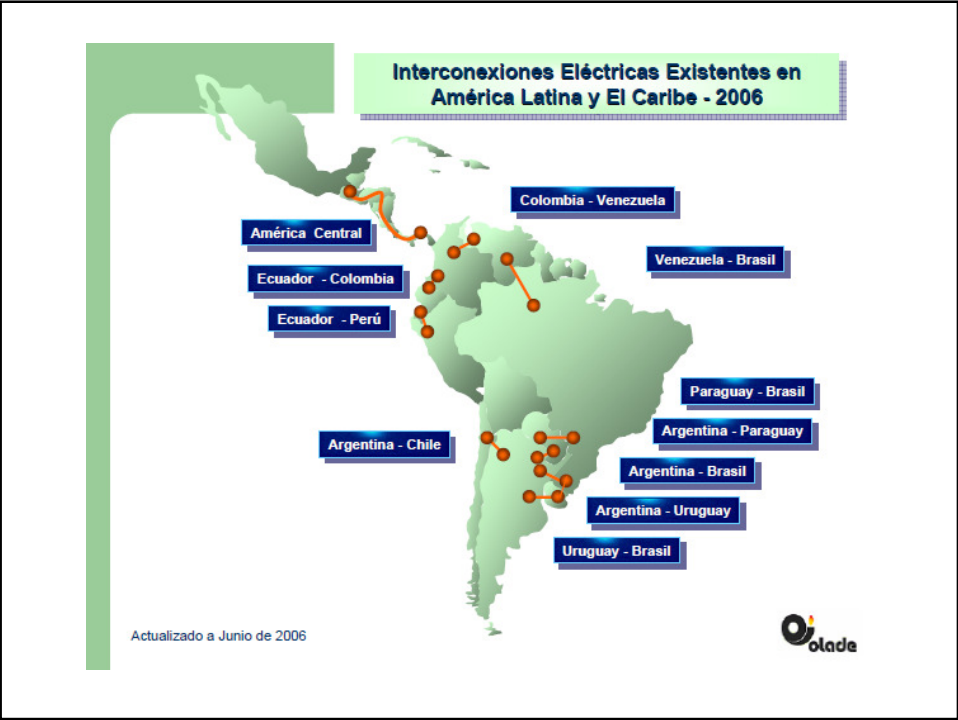 Interconexiones Eléctricas Existentes en
América Latina y El Caribe - 2006
Colombia - Venezuela
América  Central
Venezuela - Brasil
Ecuador  - Colombia
Ecuador  - Perú
Paraguay - Brasil
Argentina - Paraguay
Argentina - Chile
Argentina - Brasil
Argentina - Uruguay
Uruguay - Brasil
Actualizado a Junio de 2006
olade